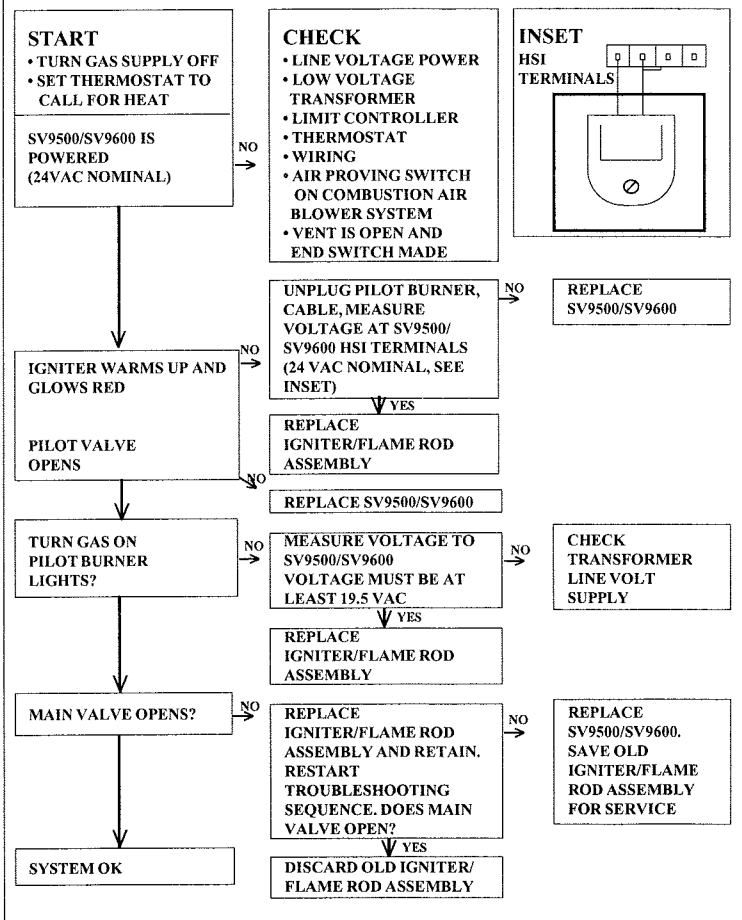 START
• TURN GAS SUPPLY OFF
• SET THERMOSTAT TO
CALL FOR HEAT
SV9500/SV9600 IS
POWERED
(24VAC NOMINAL)
NO
CHECK
• LINE VOLTAGE POWER
• LOW VOLTAGE
TRANSFORMER
• LIMIT CONTROLLER
• THERMOSTAT
• WIRING
• AIR PROVING SWITCH
ON COMBUSTION AIR
BLOWER SYSTEM
• VENT IS OPEN AND
END SWITCH MADE
INSET
HSI
TERMINALS
IGNITER WARMS UP AND
GLOWS RED
PILOT VALVE
OPENS
NO
UNPLUG PILOT BURNER,
CABLE, MEASURE
VOLTAGE AT SV9500/
SV9600 HSI TERMINALS
(24 VAC NOMINAL, SEE
INSET)
NO
REPLACE
SV9500/SV9600
YES
REPLACE
IGNITER/FLAME ROD
ASSEMBLY
NO
REPLACE SV9500/SV9600
TURN GAS ON
PILOT BURNER
LIGHTS?
NO
MEASURE VOLTAGE TO
SV9500/SV9600
VOLTAGE MUST BE AT
LEAST 19.5 VAC
NO
CHECK
TRANSFORMER
LINE VOLT
SUPPLY
YES
REPLACE
IGNITER/FLAME ROD
ASSEMBLY
MAIN VALVE OPENS?
NO
REPLACE
IGNITER/FLAME ROD
ASSEMBLY AND RETAIN.
RESTART
TROUBLESHOOTING
SEQUENCE. DOES MAIN
VALVE OPEN?
NO
REPLACE
SV9500/SV9600.
SAVE OLD
IGNITER/FLAME
ROD ASSEMBLY
FOR SERVICE
YES
DISCARD OLD IGNITER/
FLAME ROD ASSEMBLY
SYSTEM OK